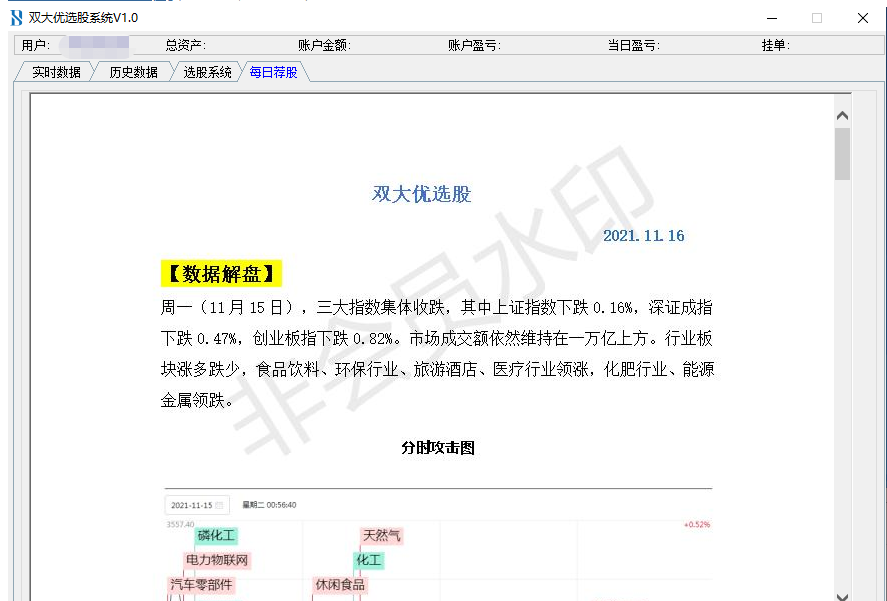 双大优选股系统V1.0
用户: 总资产: 账户金额: 账户盈亏: 当日盈亏: 挂单:
实时数据 历史数据 选股系统 每日荐股
非会员水印
双大优选股
2021.11.16
【数据解盘】
周一（11月15日），三大指数集体收跌，其中上证指数下跌0.16%，深证成指
下跌0.47%，创业板指下跌0.82%。市场成交额依然维持在一万亿上方。行业板
块涨多跌少，食品饮料、环保行业、旅游酒店、医疗行业领涨，化肥行业、能源
金属领跌。
分时攻击图
2021-11-15 星期二 00:56:40
3557.40 +0.52%
磷化工 天然气
电力物联网 化工
汽车零部件 休闲食品